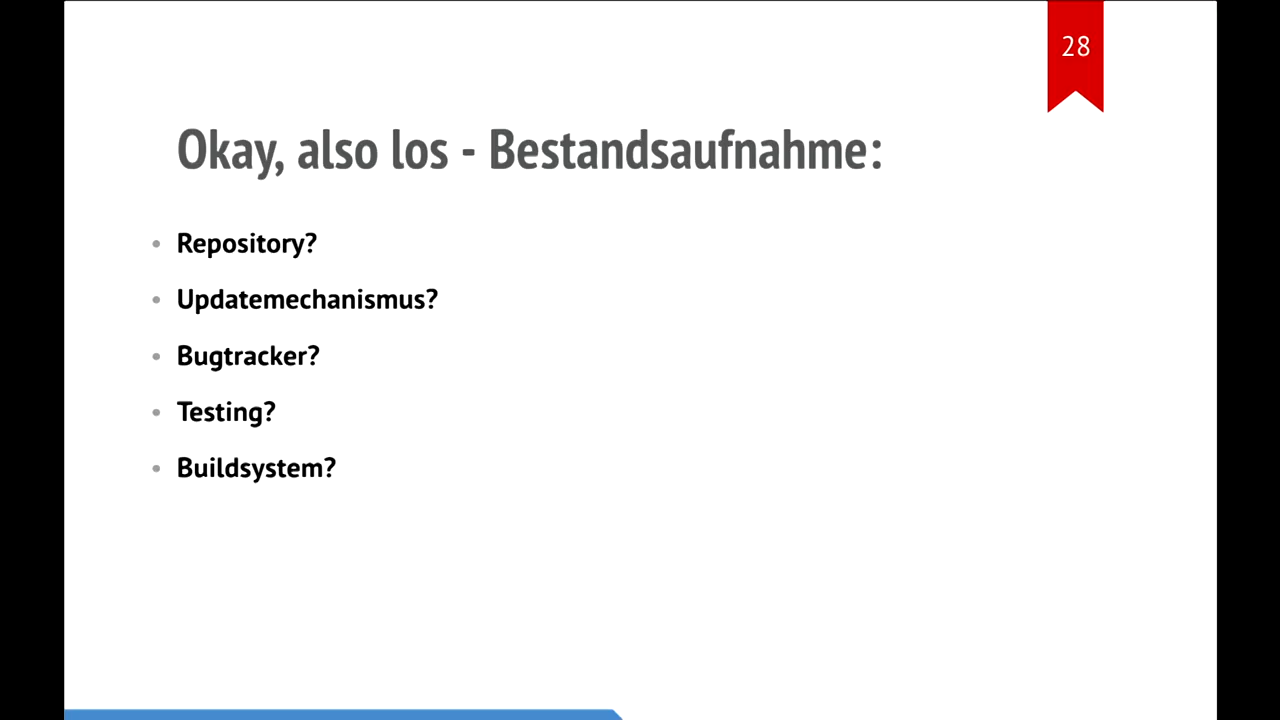 28
Okay, also los - Bestandsaufnahme:
Repository?
Updatemechanismus?
Bugtracker?
Testing?
Buildsystem?